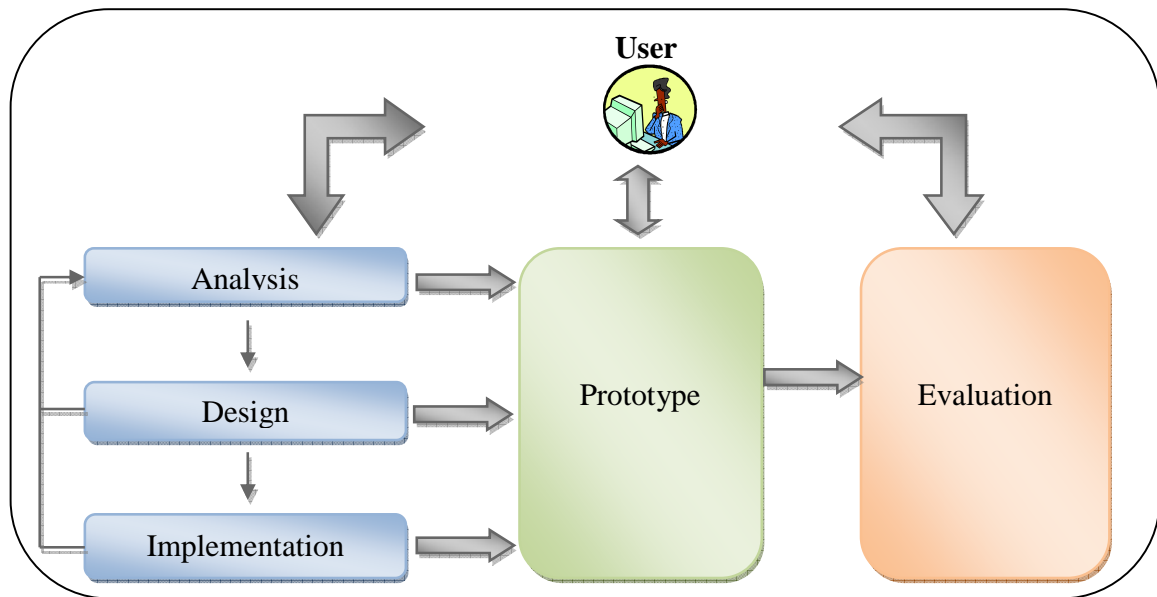 User
Analysis
Design
Implementation
Prototype
Evaluation